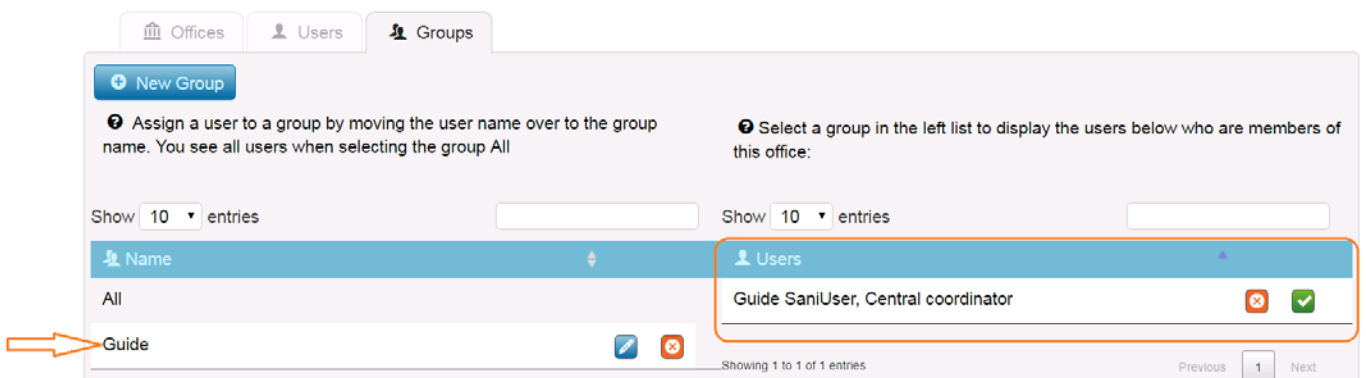 Offices Users Groups
New Group
Assign a user to a group by moving the user name over to the group
name. You see all users when selecting the group All
Select a group in the left list to display the users below who are members of
this office:
Show 10 entries
Show 10 entries
Name
Users
All
Guide SaniUser, Central coordinator
Guide
Showing 1 to 1 of 1 entries
Previous 1 Next